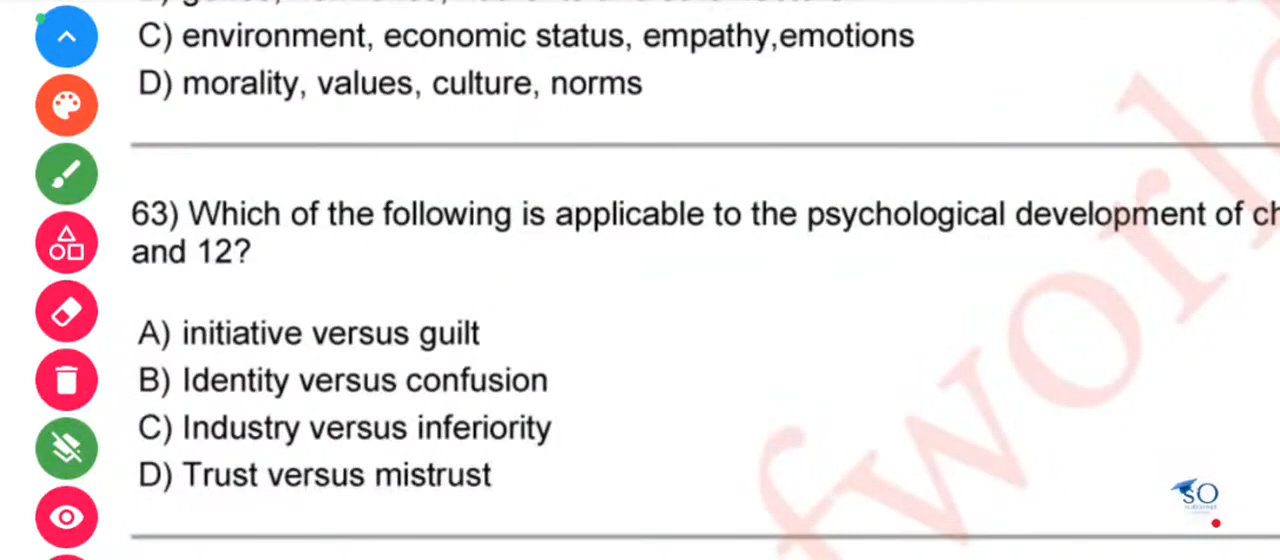 C) environment, economic status, empathy,emotions
D) morality, values, culture, norms
63) Which of the following is applicable to the psychological development of
and 12?
A) initiative versus guilt
B) Identity versus confusion
C) Industry versus inferiority
D) Trust versus mistrust
SO